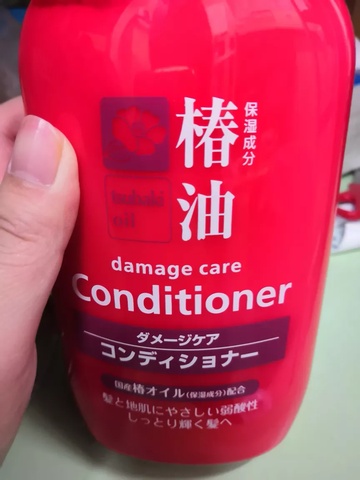 保湿成分
椿油
tsubaki
oil
damage care
Conditioner
ダメージケア
コンディショナー
国産椿オイル(保湿成分)配合
髪と地肌にやさしい弱酸性
しっとり輝く髪へ